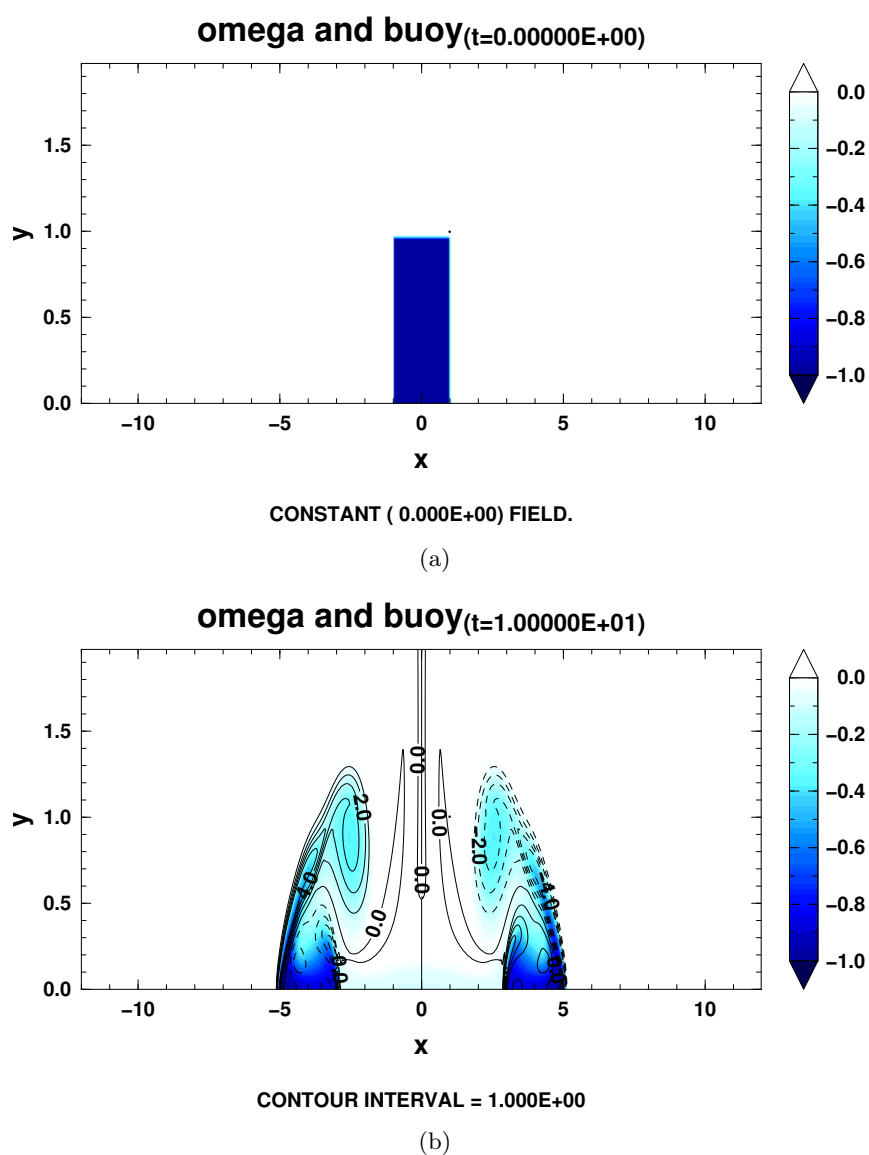 omega and buoy(t=0.00000E+00)
y
1.5
1.0
0.5
0.0
−10 −5 0 5 10
x
0.0
−0.2
−0.4
−0.6
−0.8
−1.0
CONSTANT ( 0.000E+00) FIELD.
(a)
omega and buoy(t=1.00000E+01)
y
1.5
1.0
0.5
0.0
0.0
2.0
0.0
−2.0
4.0
0.0
−4.0
0.0
0.0
0.0
−10 −5 0 5 10
x
0.0
−0.2
−0.4
−0.6
−0.8
−1.0
CONTOUR INTERVAL = 1.000E+00
(b)